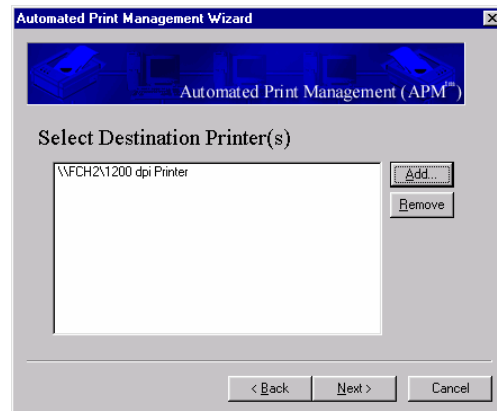 Automated Print Management Wizard
Automated Print Management (APM™)
Select Destination Printer(s)
\\FCH2\1200 dpi Printer
Add...
Remove
< Back
Next >
Cancel